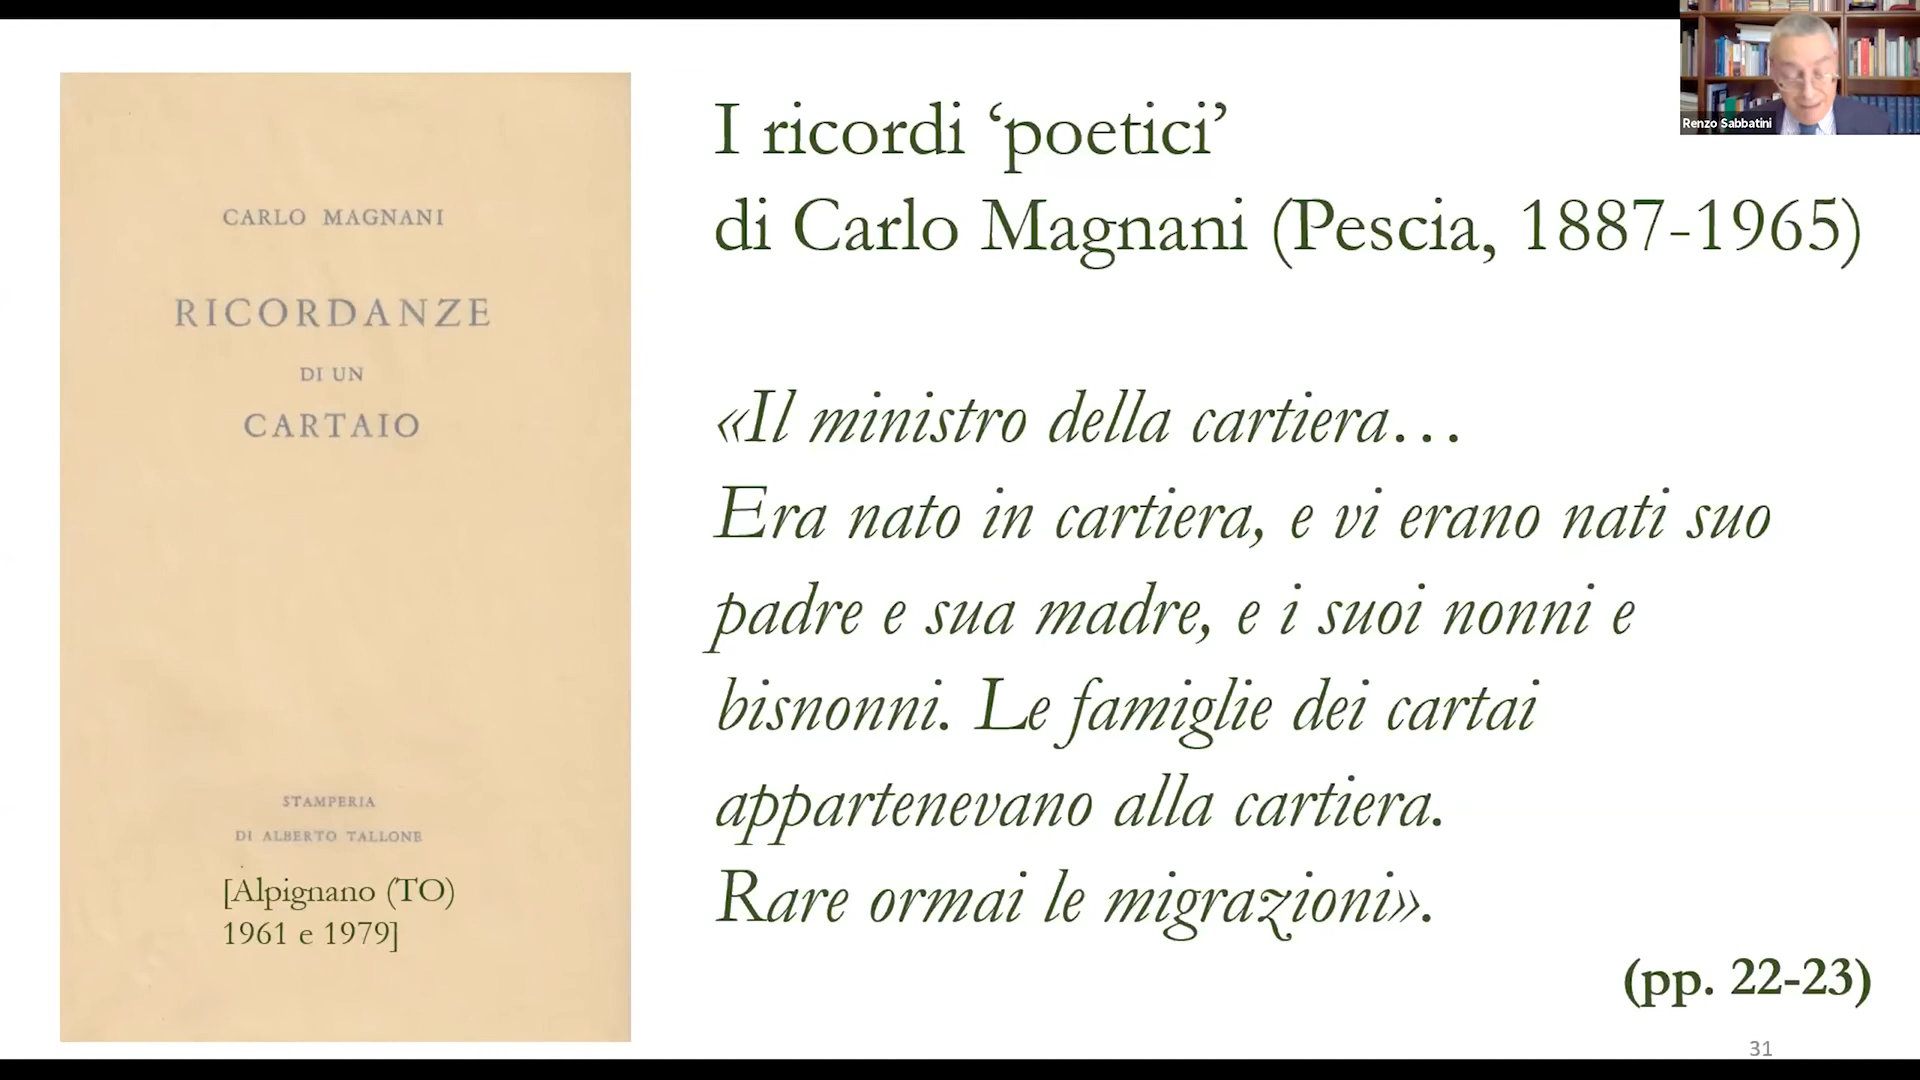 CARLO MAGNANI
RICORDANZE
DI UN
CARTAIO
STAMPERIA
DI ALBERTO TALLONE
[Alpignano (TO)
1961 e 1979]
I ricordi ‘poetici’
di Carlo Magnani (Pescia, 1887-1965)
«Il ministro della cartiera…
Era nato in cartiera, e vi erano nati suo
padre e sua madre, e i suoi nonni e
bisnonni. Le famiglie dei cartai
appartenevano alla cartiera.
Rare ormai le migrazioni».
(pp. 22-23)
31
Renzo Sabbatini